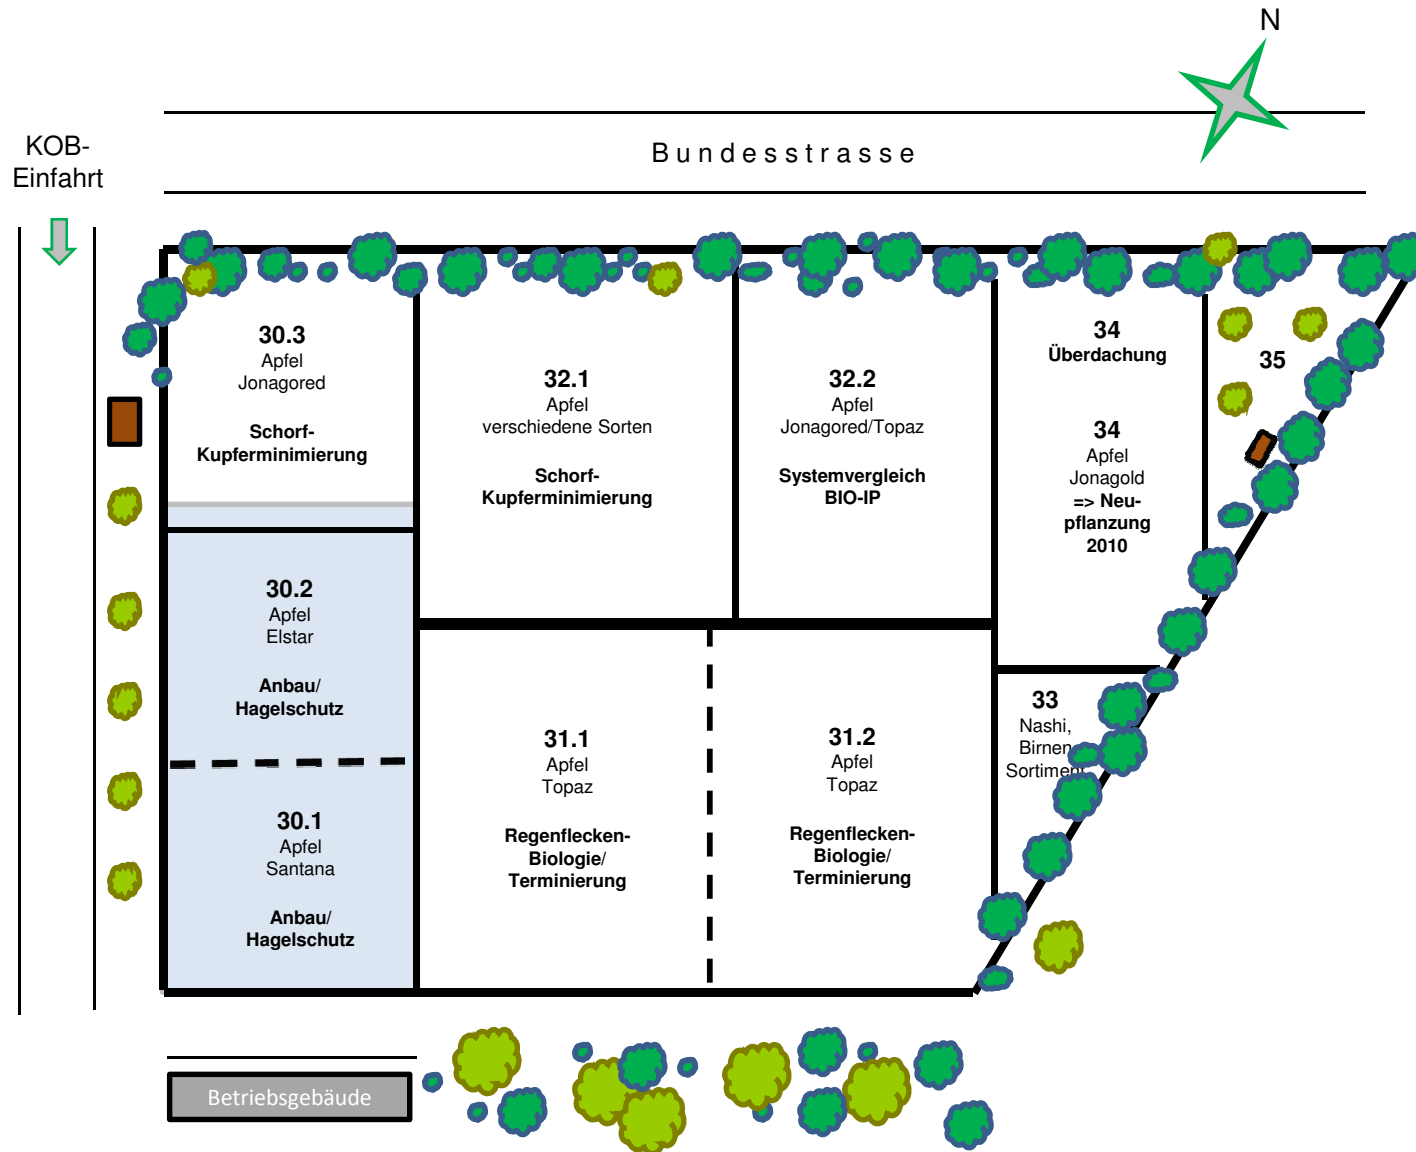 N
KOB-
Einfahrt
Bundesstrasse
30.3
Apfel
Jonagored
Schorf-
Kupferminimierung
32.1
Apfel
verschiedene Sorten
Schorf-
Kupferminimierung
32.2
Apfel
Jonagored/Topaz
Systemvergleich
BIO-IP
34
Überdachung
34
Apfel
Jonagold
=> Neu-
pflanzung
2010
35
30.2
Apfel
Elstar
Anbau/
Hagelschutz
30.1
Apfel
Santana
Anbau/
Hagelschutz
31.1
Apfel
Topaz
Regenflecken-
Biologie/
Terminierung
31.2
Apfel
Topaz
Regenflecken-
Biologie/
Terminierung
33
Nashi,
Birnen
Sortiment
Betriebsgebäude